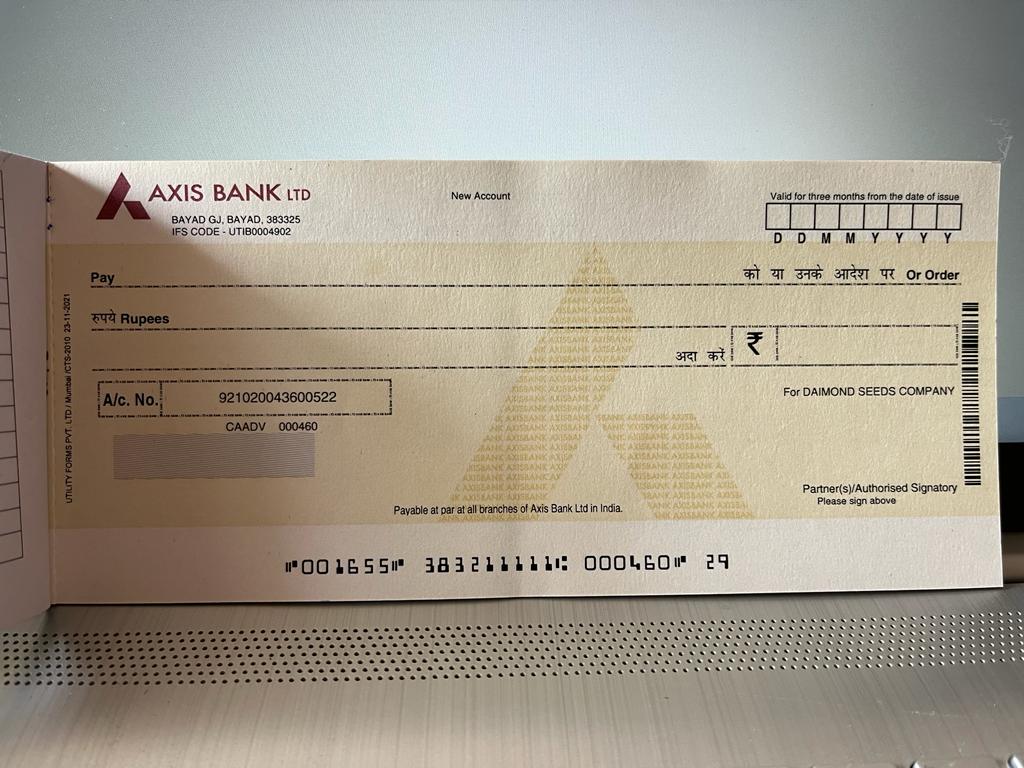 AXIS BANK LTD
BAYAD GJ, BAYAD, 383325
IFS CODE - UTIB0004902
New Account
Valid for three months from the date of issue
D D M M Y Y Y Y
Pay
को या उनके आदेश पर Or Order
रुपये Rupees
अदा करें ₹
A/c. No. 921020043600522
CAADV 000460
For DAIMOND SEEDS COMPANY
Partner(s)/Authorised Signatory
Please sign above
Payable at par at all branches of Axis Bank Ltd in India.
UTILITY FORMS PVT. LTD / Mumbai /CTS-2010 23-11-2021
⑈001655⑈ 383211111⑆ 000460⑈ 29